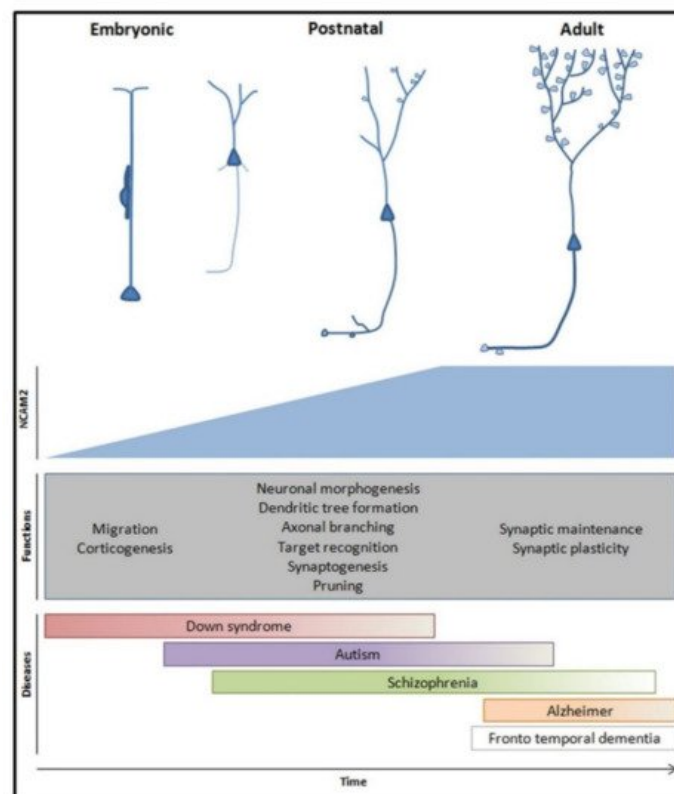 Embryonic Postnatal Adult
NCAM2
Functions
Migration
Corticogenesis
Neuronal morphogenesis
Dendritic tree formation
Axonal branching
Target recognition
Synaptogenesis
Pruning
Synaptic maintenance
Synaptic plasticity
Diseases
Down syndrome
Autism
Schizophrenia
Alzheimer
Fronto temporal dementia
Time